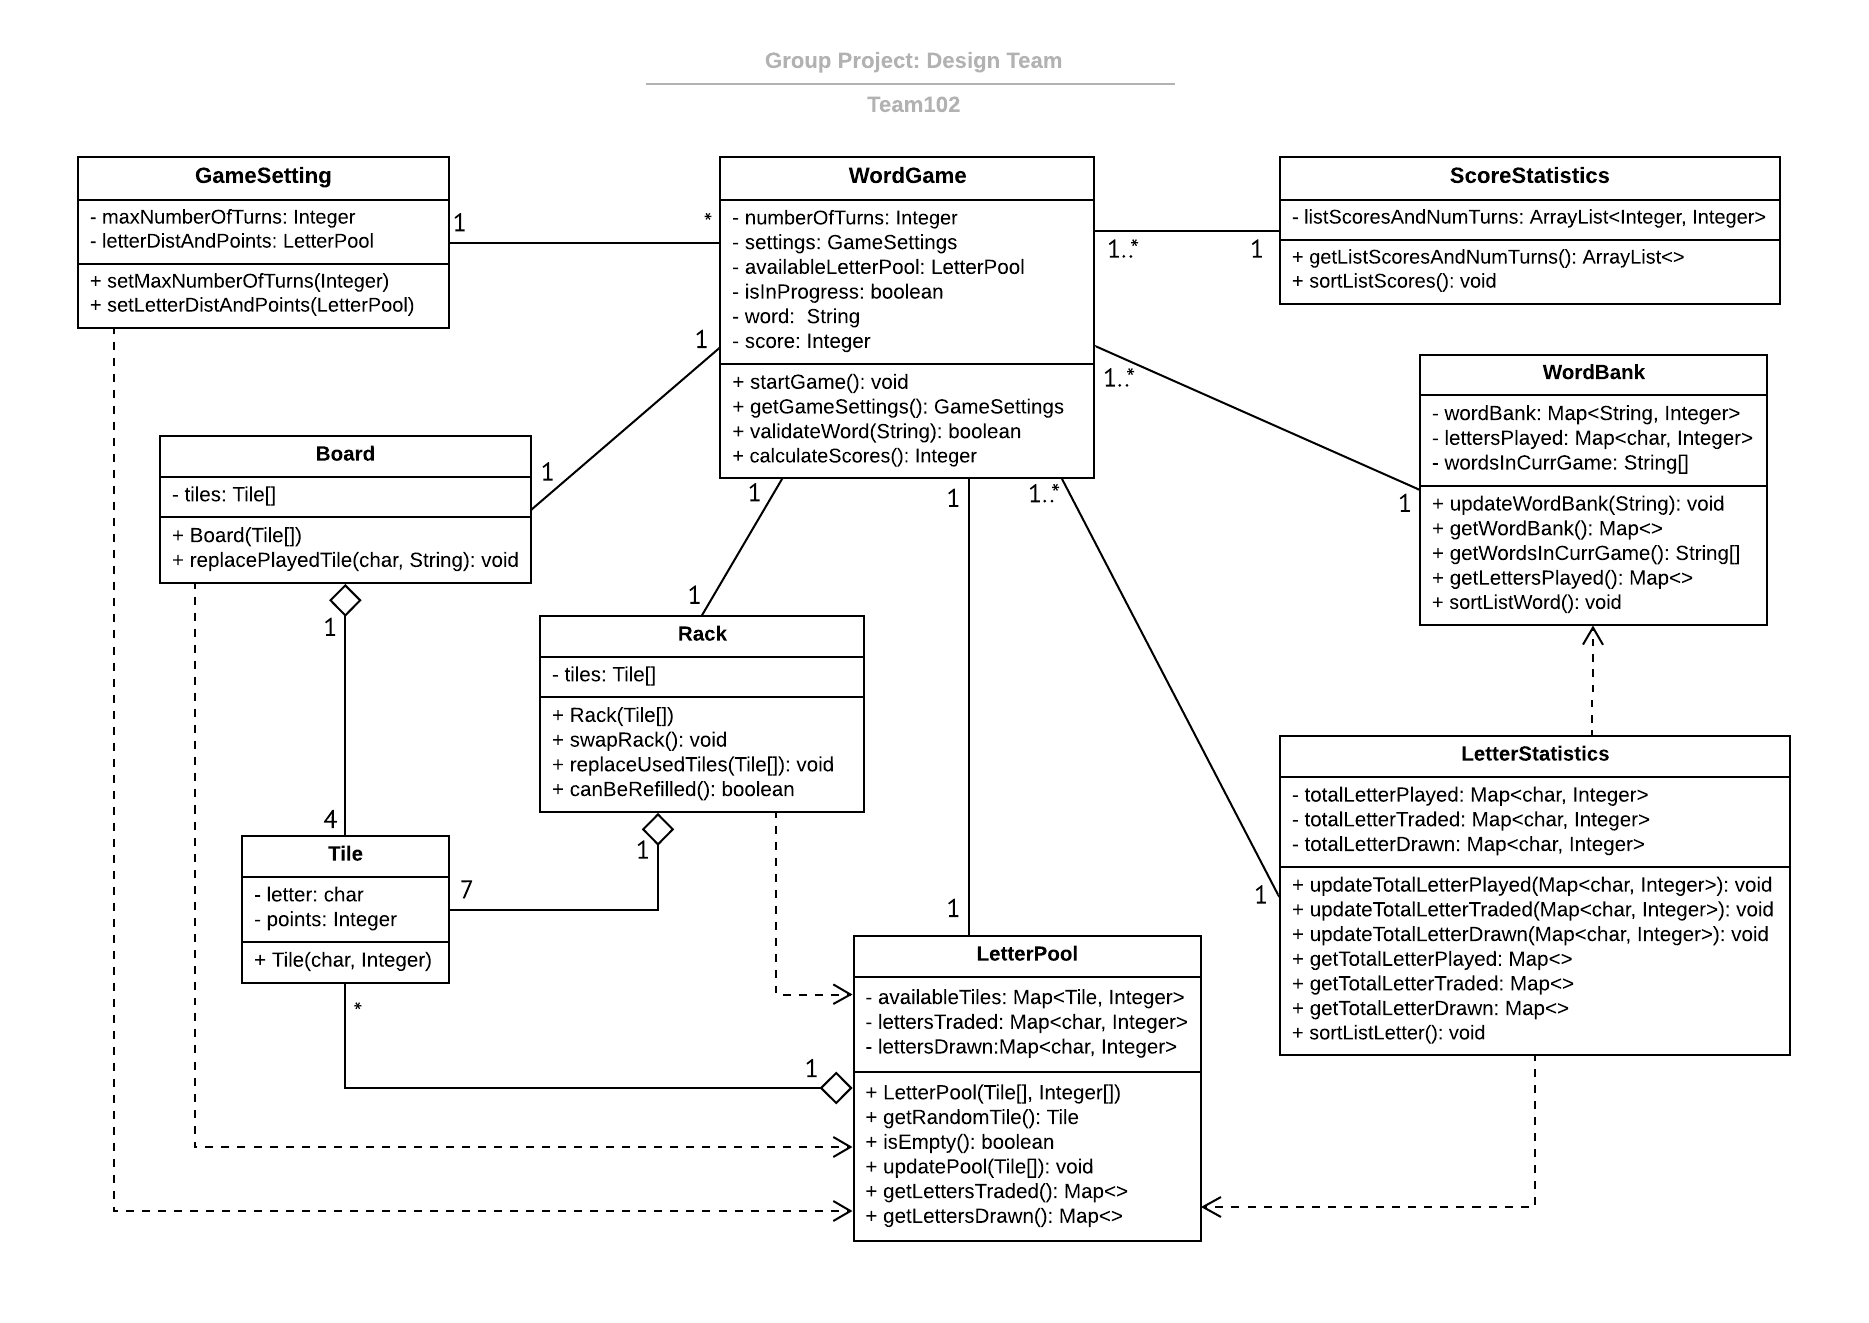 Group Project: Design Team
Team102
GameSetting
- maxNumberOfTurns: Integer
- letterDistAndPoints: LetterPool
+ setMaxNumberOfTurns(Integer)
+ setLetterDistAndPoints(LetterPool)
1
*
WordGame
- numberOfTurns: Integer
- settings: GameSettings
- availableLetterPool: LetterPool
- isInProgress: boolean
- word:  String
- score: Integer
+ startGame(): void
+ getGameSettings(): GameSettings
+ validateWord(String): boolean
+ calculateScores(): Integer
1..*
1
ScoreStatistics
- listScoresAndNumTurns: ArrayList<Integer, Integer>
+ getListScoresAndNumTurns(): ArrayList<>
+ sortListScores(): void
1
1
1..*
1
WordBank
- wordBank: Map<String, Integer>
- lettersPlayed: Map<char, Integer>
- wordsInCurrGame: String[]
+ updateWordBank(String): void
+ getWordBank(): Map<>
+ getWordsInCurrGame(): String[]
+ getLettersPlayed(): Map<>
+ sortListWord(): void
Board
- tiles: Tile[]
+ Board(Tile[])
+ replacePlayedTile(char, String): void
1
4
1
1
1
1
1..*
1
Rack
- tiles: Tile[]
+ Rack(Tile[])
+ swapRack(): void
+ replaceUsedTiles(Tile[]): void
+ canBeRefilled(): boolean
1
7
Tile
- letter: char
- points: Integer
+ Tile(char, Integer)
*
1
LetterStatistics
- totalLetterPlayed: Map<char, Integer>
- totalLetterTraded: Map<char, Integer>
- totalLetterDrawn: Map<char, Integer>
+ updateTotalLetterPlayed(Map<char, Integer>): void
+ updateTotalLetterTraded(Map<char, Integer>): void
+ updateTotalLetterDrawn(Map<char, Integer>): void
+ getTotalLetterPlayed: Map<>
+ getTotalLetterTraded: Map<>
+ getTotalLetterDrawn: Map<>
+ sortListLetter(): void
LetterPool
- availableTiles: Map<Tile, Integer>
- lettersTraded: Map<char, Integer>
- lettersDrawn:Map<char, Integer>
+ LetterPool(Tile[], Integer[])
+ getRandomTile(): Tile
+ isEmpty(): boolean
+ updatePool(Tile[]): void
+ getLettersTraded(): Map<>
+ getLettersDrawn(): Map<>